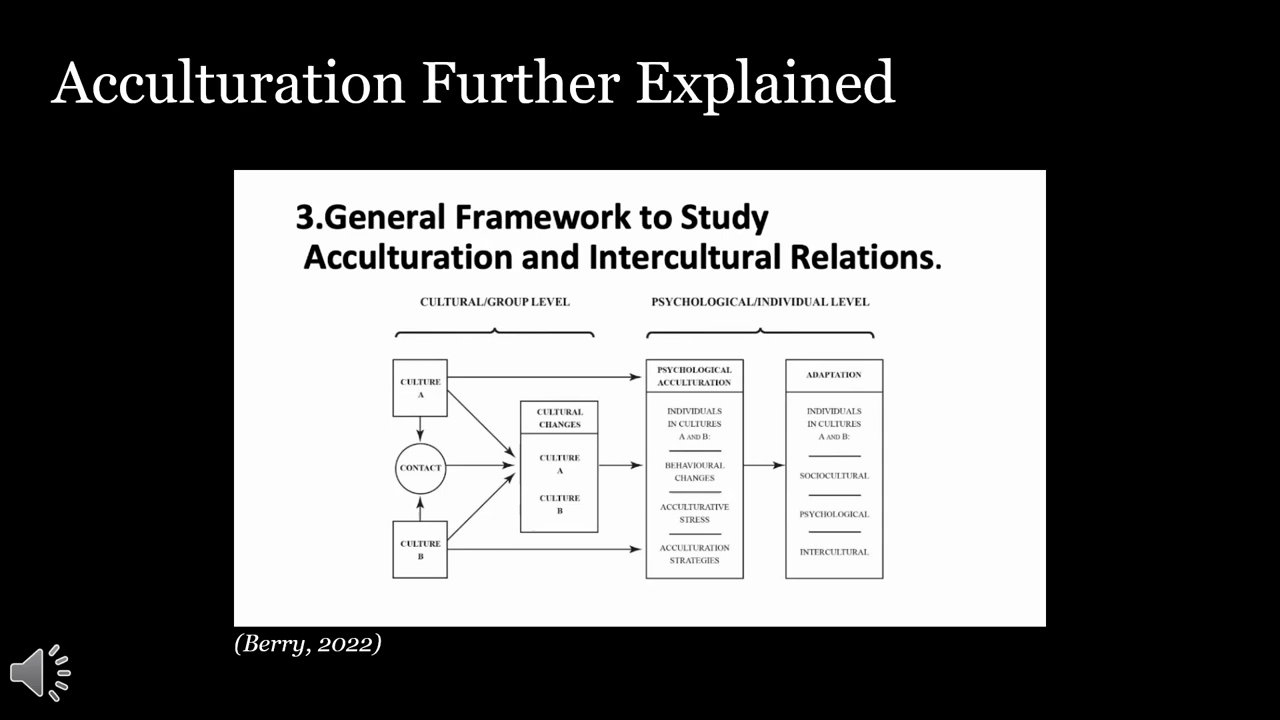 Acculturation Further Explained
3.General Framework to Study
Acculturation and Intercultural Relations.
CULTURAL/GROUP LEVEL
PSYCHOLOGICAL/INDIVIDUAL LEVEL
CULTURE
A
CONTACT
CULTURE
B
CULTURAL
CHANGES
CULTURE
A
CULTURE
B
PSYCHOLOGICAL
ACCULTURATION
INDIVIDUALS
IN CULTURES
A AND B:
BEHAVIOURAL
CHANGES
ACCULTURATIVE
STRESS
ACCULTURATION
STRATEGIES
ADAPTATION
INDIVIDUALS
IN CULTURES
A AND B:
SOCIOCULTURAL
PSYCHOLOGICAL
INTERCULTURAL
(Berry, 2022)